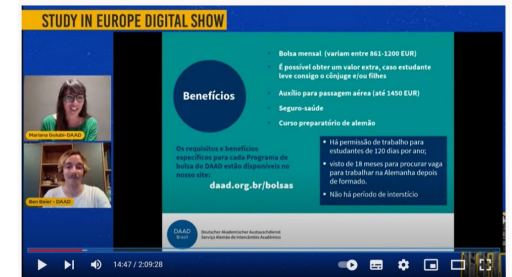 STUDY IN EUROPE DIGITAL SHOW
Benefícios
Bolsa mensal (variam entre 861-1200 EUR)
É possível obter um valor extra, caso estudante
leve consigo o cônjuge e/ou filhes
Auxílio para passagem aérea (até 1450 EUR)
Seguro-saúde
Curso preparatório de alemão
Os requisitos e benefícios
específicos para cada Programa de
bolsa do DAAD estão disponíveis no
nosso site:
daad.org.br/bolsas
Há permissão de trabalho para
estudantes de 120 dias por ano;
visto de 18 meses para procurar vaga
para trabalhar na Alemanha depois
de formado.
Não há período de interstício
Mariana Golubi-DAAD
Ben Beier - DAAD
DAAD
Brasil
Deutscher Akademischer Austauschdienst
Serviço Alemão de Intercâmbio Acadêmico
14:47 / 2:09:28